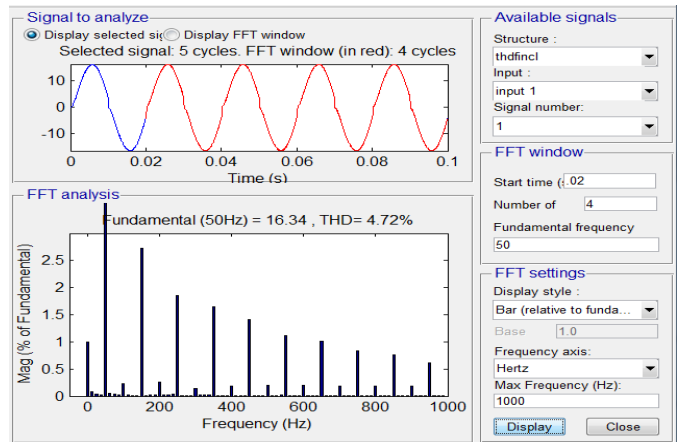 Signal to analyze
Display selected sig
Display FFT window
Selected signal: 5 cycles. FFT window (in red): 4 cycles
10
0
-10
0
0.02
0.04
0.06
0.08
0.1
Time (s)
FFT analysis
Fundamental (50Hz) = 16.34 , THD= 4.72%
Mag (% of Fundamental)
2.5
2
1.5
1
0.5
0
0
200
400
600
800
1000
Frequency (Hz)
Available signals
Structure :
thdfincl
Input :
input 1
Signal number:
1
FFT window
Start time (s .02
Number of 4
Fundamental frequency
50
FFT settings
Display style :
Bar (relative to funda...
Base 1.0
Frequency axis:
Hertz
Max Frequency (Hz):
1000
Display Close